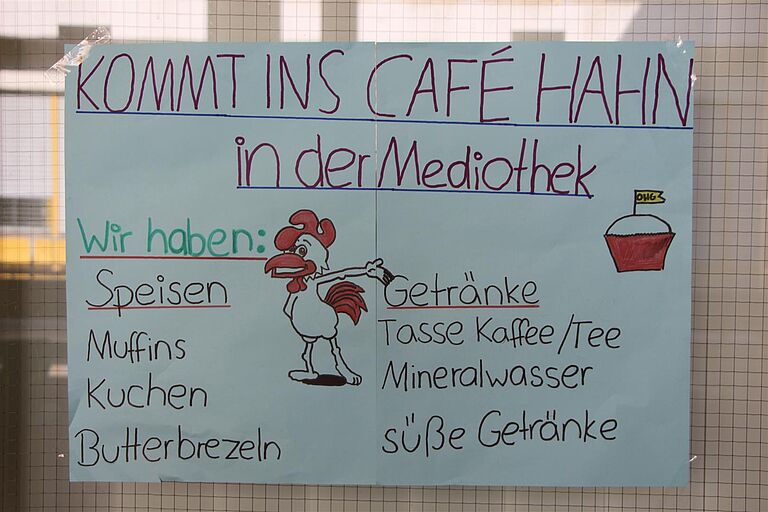 KOMMT INS CAFÉ HAHN
in der Mediothek
OHG
Wir haben:
Speisen
Muffins
Kuchen
Butterbrezeln
Getränke
Tasse Kaffee/Tee
Mineralwasser
süße Getränke